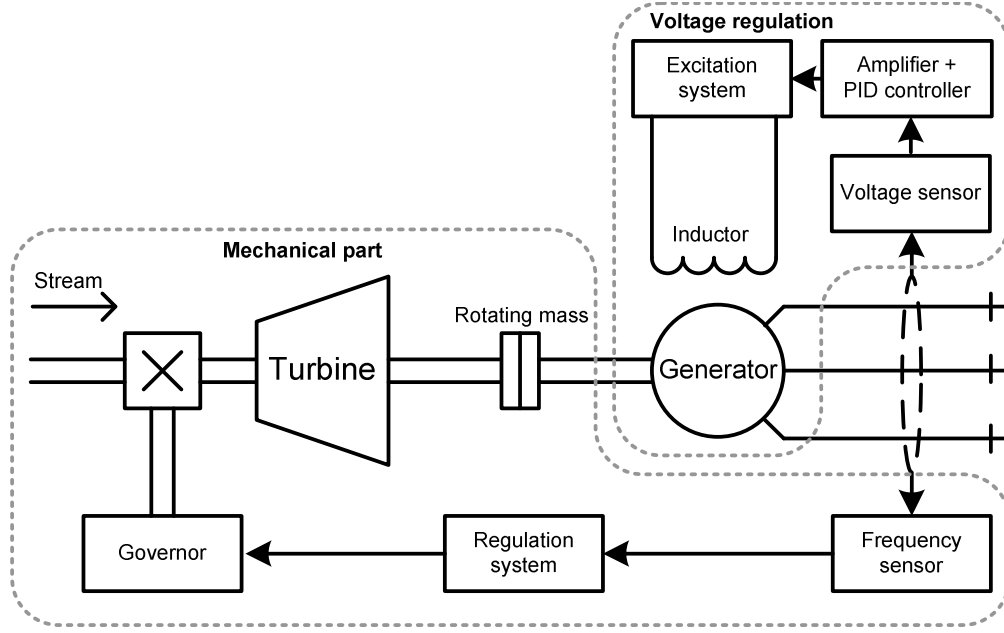 Voltage regulation
Excitation
system
Amplifier +
PID controller
Voltage sensor
Inductor
Mechanical part
Stream
Rotating mass
Turbine
Generator
Governor
Regulation
system
Frequency
sensor